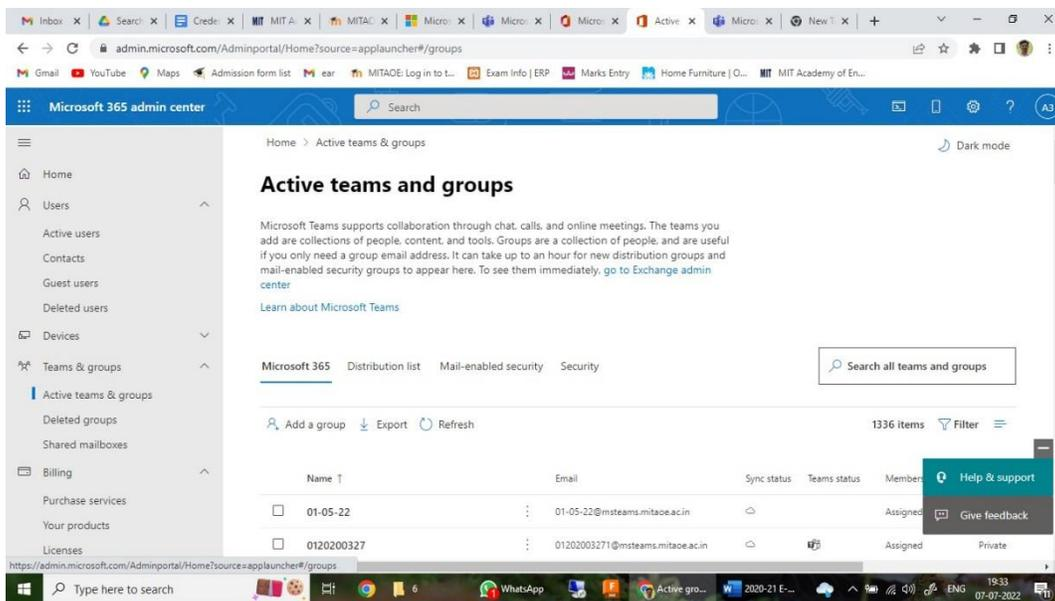 Inbox
Search
Crede
MIT A
MITAO
Micros
Micros
Micros
Active
Micros
New T
admin.microsoft.com/Adminportal/Home?source=applauncher#/groups
Gmail YouTube Maps Admission form list ear MITAOE: Log in to t... Exam Info | ERP Marks Entry Home Furniture | O... MIT MIT Academy of En...
Microsoft 365 admin center
Search
A3
Home > Active teams & groups
Dark mode
Home
Users
Active users
Contacts
Guest users
Deleted users
Devices
Teams & groups
Active teams & groups
Deleted groups
Shared mailboxes
Billing
Purchase services
Your products
Licenses
Active teams and groups
Microsoft Teams supports collaboration through chat, calls, and online meetings. The teams you
add are collections of people, content, and tools. Groups are a collection of people, and are useful
if you only need a group email address. It can take up to an hour for new distribution groups and
mail-enabled security groups to appear here. To see them immediately, go to Exchange admin
center
Learn about Microsoft Teams
Microsoft 365 Distribution list Mail-enabled security Security
Search all teams and groups
Add a group Export Refresh
1336 items Filter
Name ↑ Email Sync status Teams status Members
01-05-22 01-05-22@msteams.mitaoe.ac.in Assigned
0120200327 01202003271@msteams.mitaoe.ac.in Assigned Private
Help & support
Give feedback
https://admin.microsoft.com/Adminportal/Home?source=applauncher#/groups
Type here to search
6
WhatsApp
Active gro...
2020-21 E-...
ENG
19:33
07-07-2022